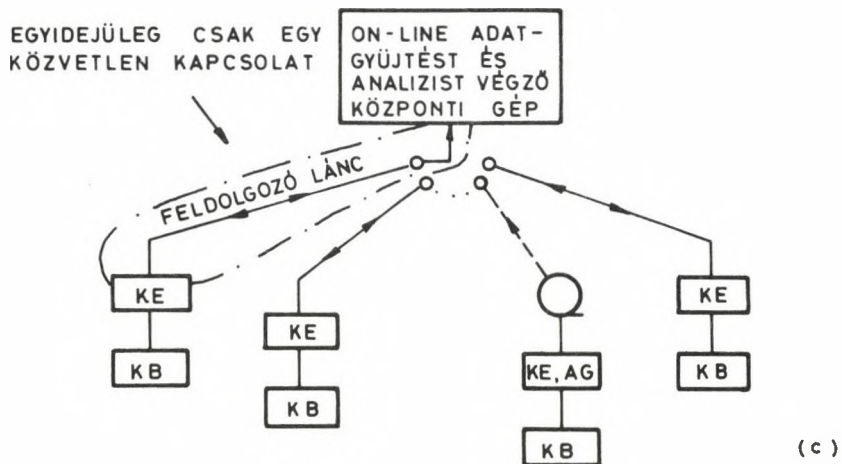 EGYIDEJÜLEG CSAK EGY
KÖZVETLEN KAPCSOLAT
ON-LINE ADAT-
GYÜJTÉST ÉS
ANALIZIST VÉGZŐ
KÖZPONTI GÉP
FELDOLGOZÓ LÁNC
KE
KB
KE
KB
KE, AG
KB
KE
KB
(c)